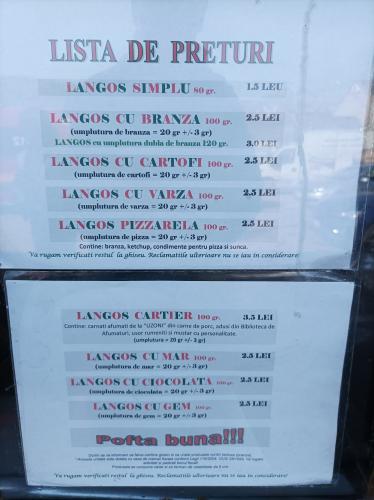 LISTA DE PRETURI
LANGOS SIMPLU 80 gr. 1.5 LEU
LANGOS CU BRANZA 100 gr. 2.5 LEI
(umplutura de branza = 20 gr +/- 3 gr)
LANGOS cu umplutura dubla de branza 120 gr. 3.0 LEI
LANGOS CU CARTOFI 100 gr. 2.5 LEI
(umplutura de cartofi = 20 gr +/- 3 gr)
LANGOS CU VARZA 100 gr. 2.5 LEI
(umplutura de varza = 20 gr +/- 3 gr)
LANGOS PIZZARELA 100 gr. 2.5 LEI
(umplutura de pizza = 20 gr +/- 3 gr)
Contine: branza, ketchup, condimente pentru pizza si sunca.
Va rugam verificati restul la ghiseu. Reclamatiile ulterioare nu se iau in considerare
LANGOS CARTIER 100 gr. 3.5 LEI
Contine: carnati afumati de la "UZONI" din carne de porc, adusi din Biblioteca de
Afumaturi, usor rumeniti si mustar cu personalitate.
(umplutura = 20 gr +/- 3 gr)
LANGOS CU MAR 100 gr. 2.5 LEI
(umplutura de mar = 20 gr +/- 3 gr)
LANGOS CU CIOCOLATA 100 gr. 2.5 LEI
(umplutura de ciocolata = 20 gr +/- 3 gr)
LANGOS CU GEM 100 gr. 2.5 LEI
(umplutura de gem = 20 gr +/- 3 gr)
Pofta buna!!!
Va rugam verificati restul la ghiseu. Reclamatiile ulterioare nu se iau in considerare